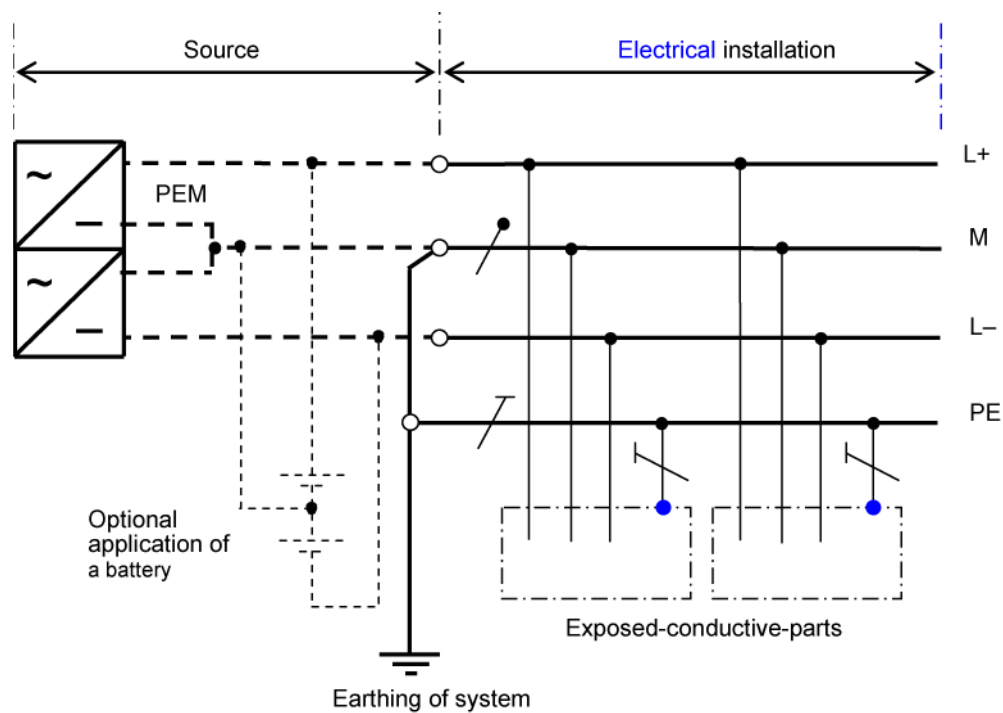 Source
Electrical installation
L+
~
PEM
–
M
~
–
L–
PE
Optional
application of
a battery
Exposed-conductive-parts
Earthing of system